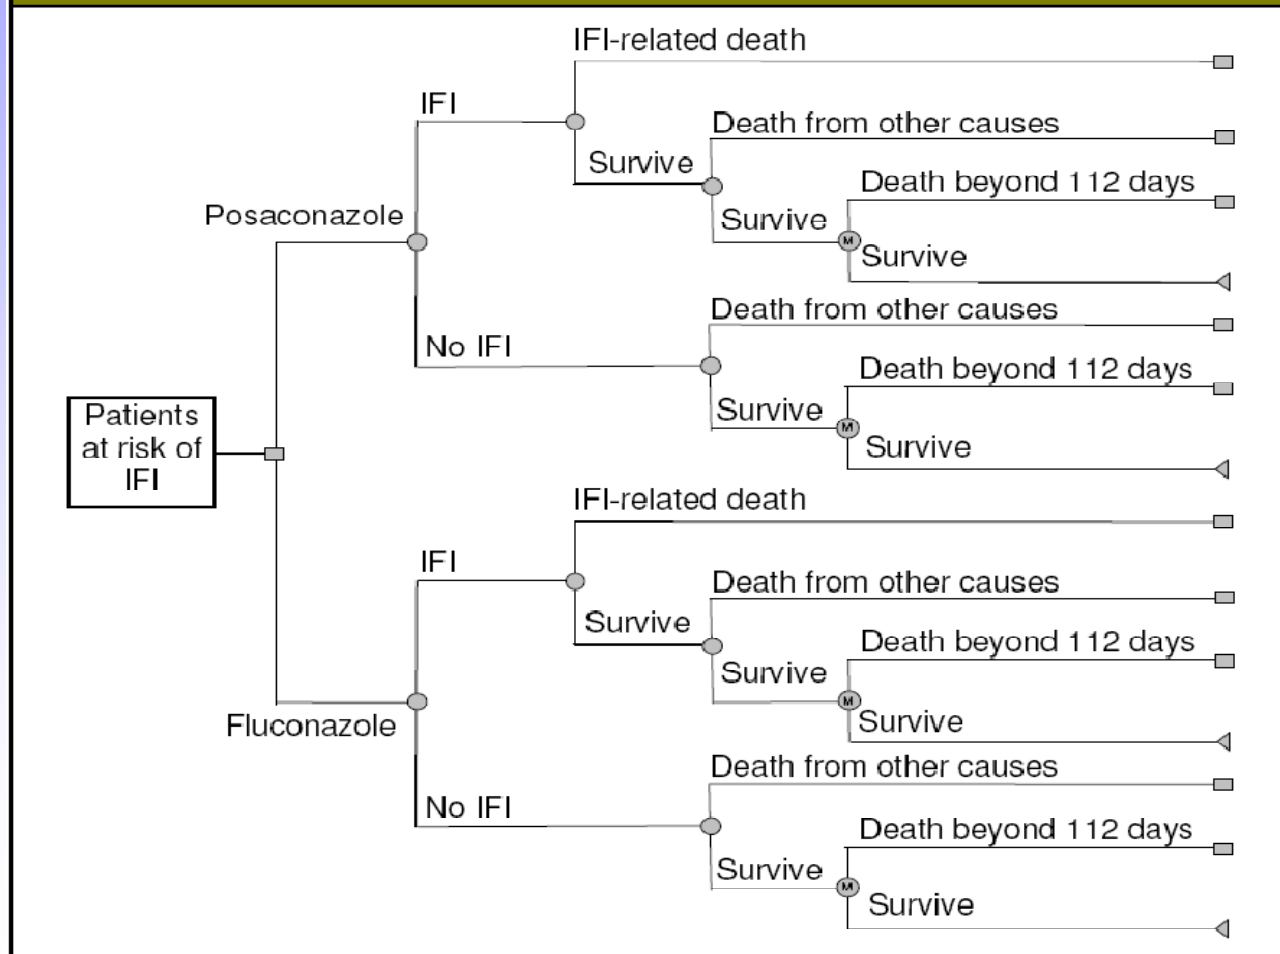 IFI-related death
IFI
Death from other causes
Survive
Death beyond 112 days
Posaconazole
Survive
M
Survive
Death from other causes
No IFI
Death beyond 112 days
Survive
M
Survive
Patients
at risk of
IFI
IFI-related death
IFI
Death from other causes
Survive
Death beyond 112 days
Survive
M
Survive
Fluconazole
Death from other causes
No IFI
Death beyond 112 days
Survive
M
Survive